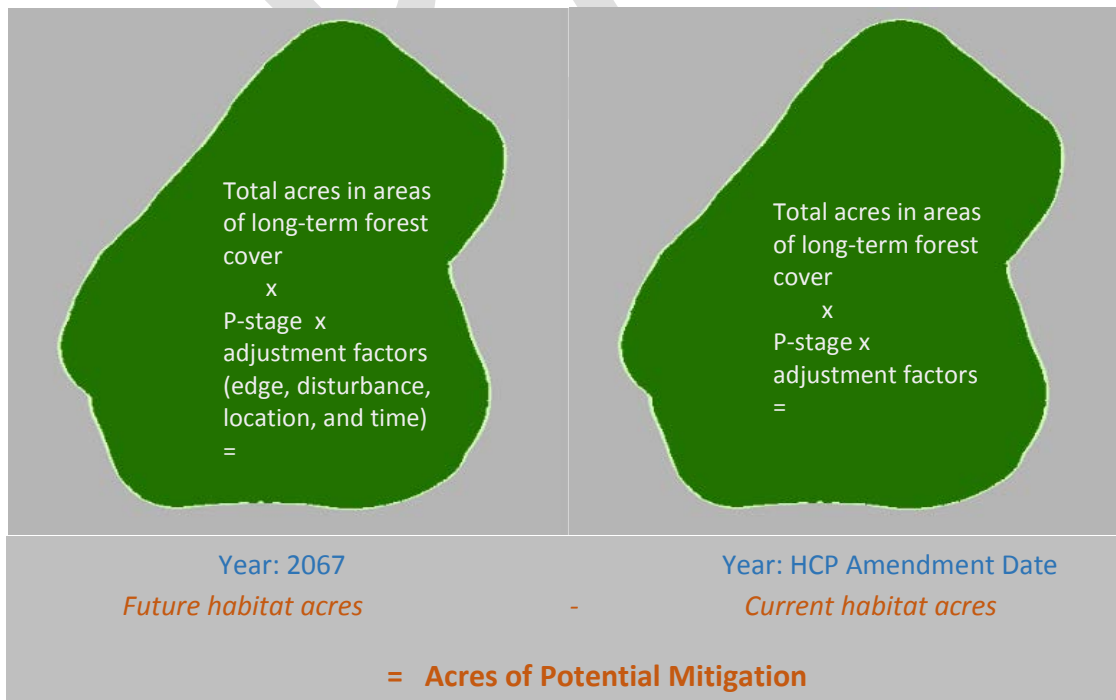 Total acres in areas
of long-term forest
cover
x
P-stage x
adjustment factors
(edge, disturbance,
location, and time)
=
Total acres in areas
of long-term forest
cover
x
P-stage x
adjustment factors
=
Year: 2067
Year: HCP Amendment Date
Future habitat acres - Current habitat acres
= Acres of Potential Mitigation